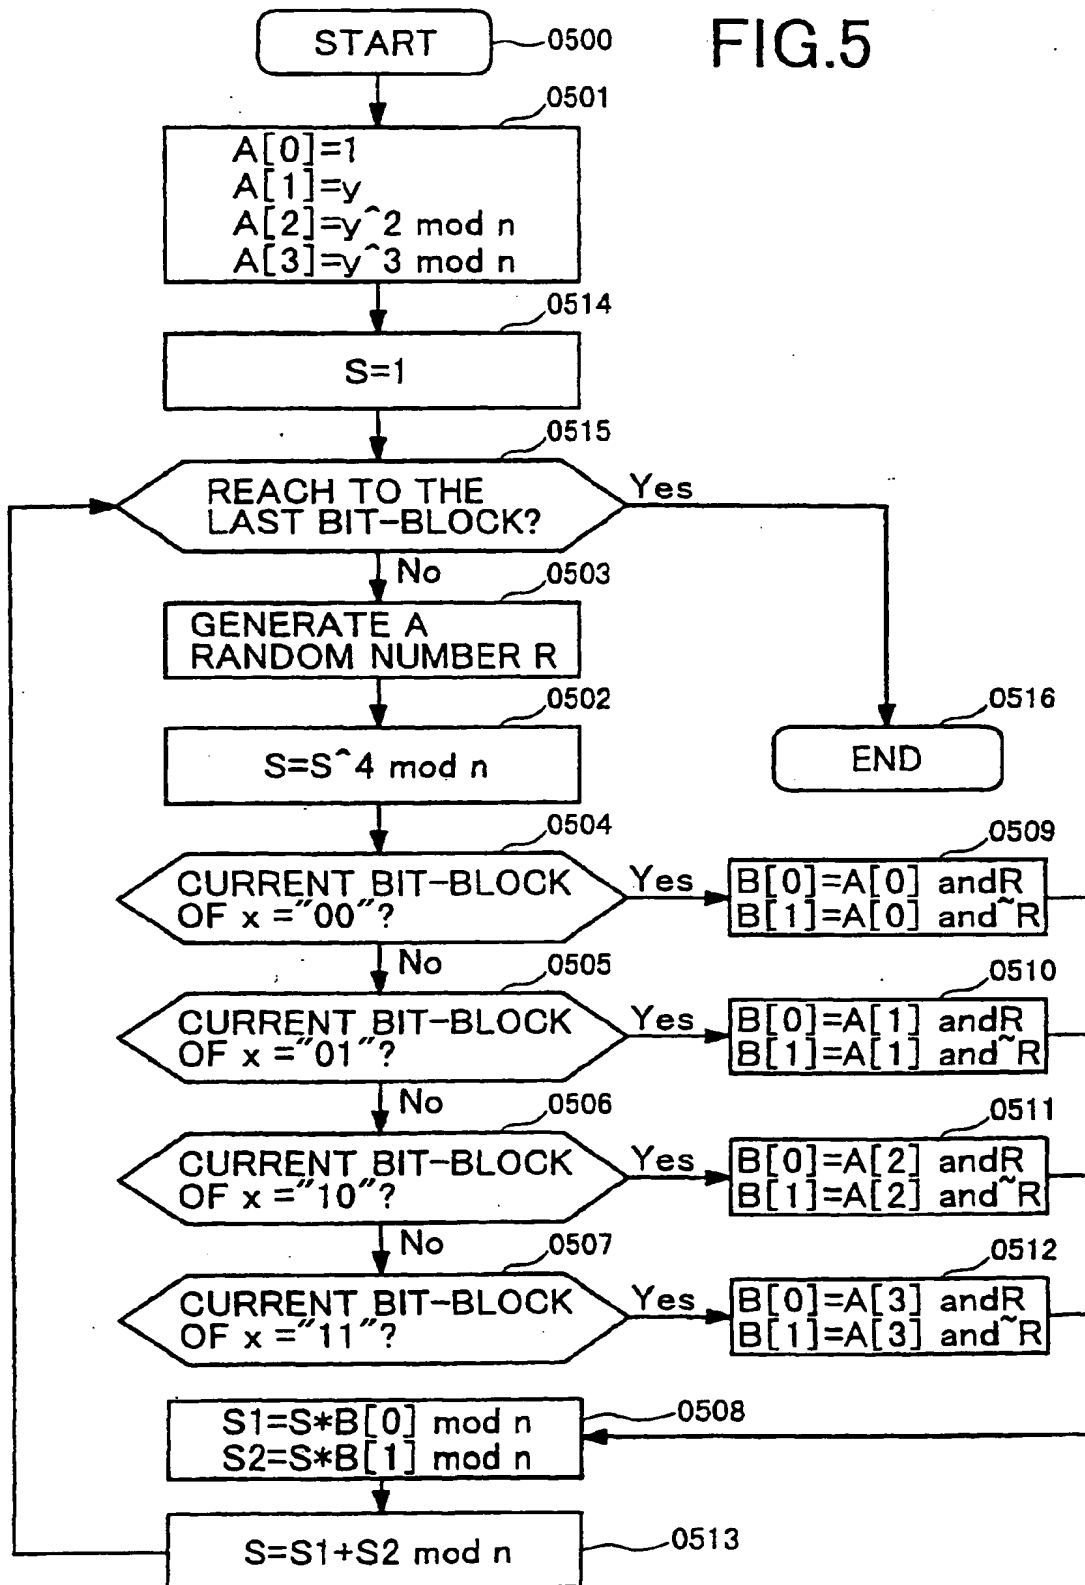 FIG.5
START
0500
0501
A[0]=1
A[1]=y
A[2]=y^2 mod n
A[3]=y^3 mod n
0514
S=1
0515
REACH TO THE
LAST BIT-BLOCK?
Yes
No
0503
GENERATE A
RANDOM NUMBER R
0502
S=S^4 mod n
0516
END
0504
CURRENT BIT-BLOCK
OF x ="00"?
Yes
0509
B[0]=A[0] andR
B[1]=A[0] and~R
No
0505
CURRENT BIT-BLOCK
OF x ="01"?
Yes
0510
B[0]=A[1] andR
B[1]=A[1] and~R
No
0506
CURRENT BIT-BLOCK
OF x ="10"?
Yes
0511
B[0]=A[2] andR
B[1]=A[2] and~R
No
0507
CURRENT BIT-BLOCK
OF x ="11"?
Yes
0512
B[0]=A[3] andR
B[1]=A[3] and~R
S1=S*B[0] mod n
S2=S*B[1] mod n
0508
S=S1+S2 mod n
0513